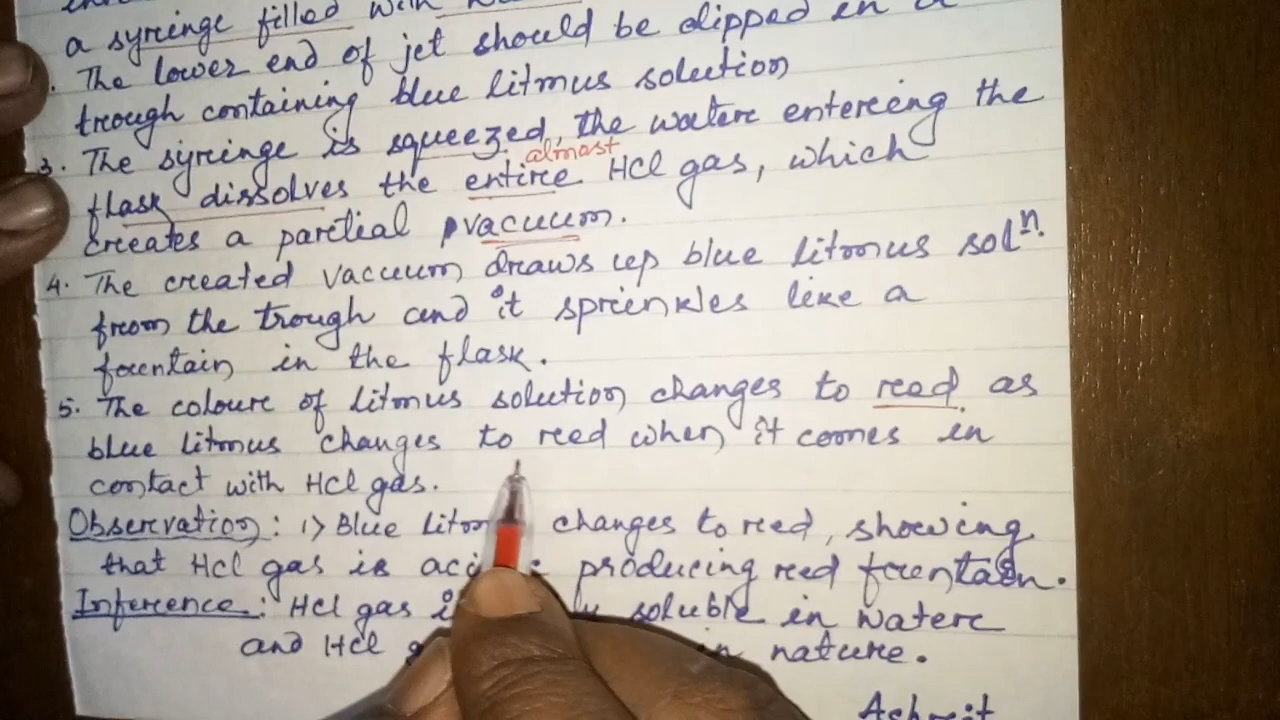 a syringe filled with
The lower end of jet should be dipped in a
trough containing blue litmus solution
3. The syringe is squeezed, the water entering the
almost
flask dissolves the entire HCl gas, which
creates a partial vacuum.
4. The created vacuum draws up blue litmus solⁿ.
from the trough and it sprinkles like a
fountain in the flask.
5. The colour of litmus solution changes to red as
blue litmus changes to red when it comes in
contact with HCl gas.
Observation: 1) Blue changes to red, showing
that HCl gas is producing red fountain.
Inference: HCl gas soluble in water
and HCl nature.